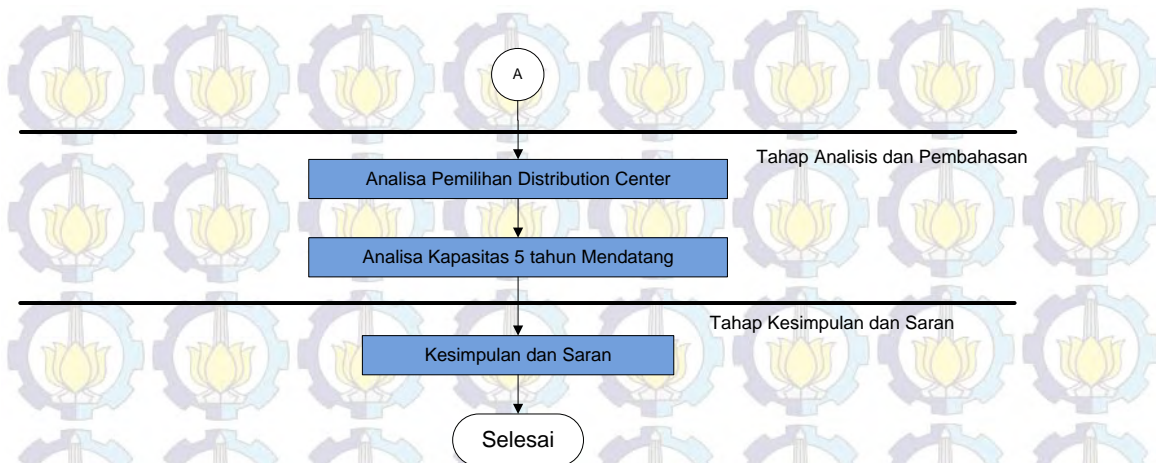 A
Tahap Analisis dan Pembahasan
Analisa Pemilihan Distribution Center
Analisa Kapasitas 5 tahun Mendatang
Tahap Kesimpulan dan Saran
Kesimpulan dan Saran
Selesai